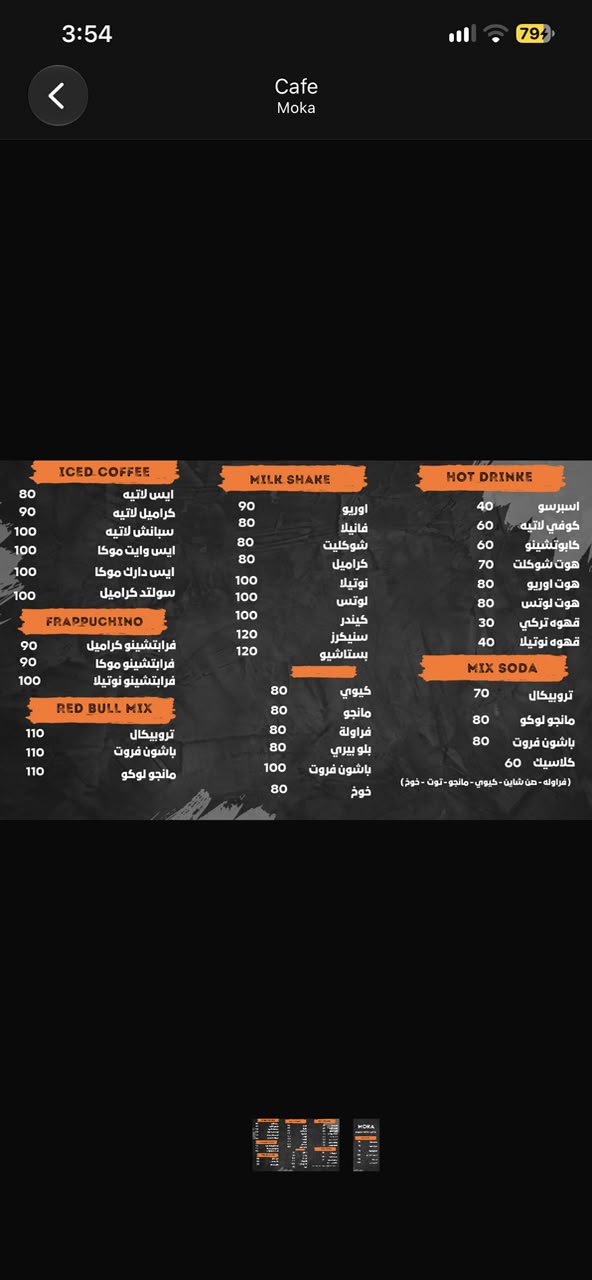 3:54
79
Cafe
Moka
ICED COFFEE
ايس لاتيه 80
كراميل لاتيه 90
سبانش لاتيه 100
ايس وايت موكا 100
ايس دارك موكا 100
سولتد كراميل 100
FRAPPUCHINO
فرابتشينو كراميل 90
فرابتشينو موكا 90
فرابتشينو نوتيلا 100
RED BULL MIX
تروبيكال 110
باشون فروت 110
مانجو لوكو 110
MILK SHAKE
اوريو 90
فانيلا 80
شوكليت 80
كراميل 80
نوتيلا 100
لوتس 100
كيندر 100
سنيكرز 120
بستاشيو 120
كيوي 80
مانجو 80
فراولة 80
بلو بيري 80
باشون فروت 100
خوخ 80
HOT DRINKE
اسبرسو 40
كوفي لاتيه 60
كابوتشينو 60
هوت شوكلت 70
هوت اوريو 80
هوت لوتس 80
قهوه تركي 30
قهوه نوتيلا 40
MIX SODA
تروبيكال 70
مانجو لوكو 80
باشون فروت 80
كلاسيك 60
(فراوله - صن شاين - كيوي - مانجو - توت - خوخ)
MOKA